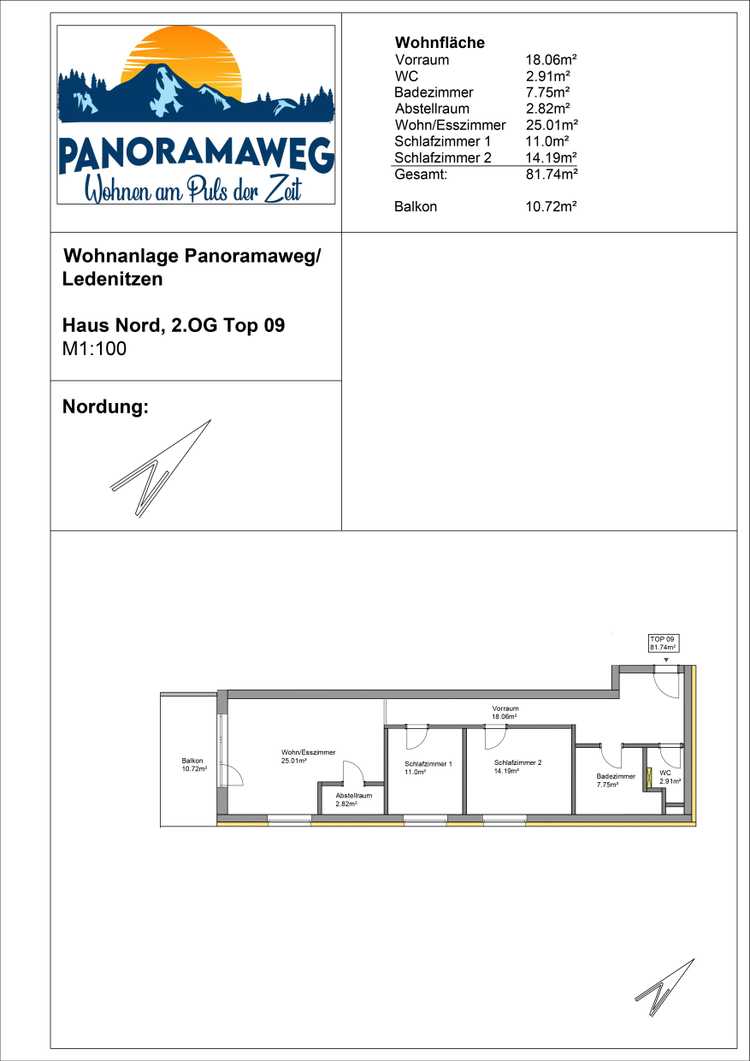 PANORAMAWEG
Wohnen am Puls der Zeit
Wohnfläche
Vorraum 18.06m²
WC 2.91m²
Badezimmer 7.75m²
Abstellraum 2.82m²
Wohn/Esszimmer 25.01m²
Schlafzimmer 1 11.0m²
Schlafzimmer 2 14.19m²
Gesamt: 81.74m²
Balkon 10.72m²
Wohnanlage Panoramaweg/
Ledenitzen
Haus Nord, 2.OG Top 09
M1:100
Nordung:
N
TOP 09
81.74m²
Vorraum
18.06m²
Balkon
10.72m²
Wohn/Esszimmer
25.01m²
Abstellraum
2.82m²
Schlafzimmer 1
11.0m²
Schlafzimmer 2
14.19m²
Badezimmer
7.75m²
WC
2.91m²
N